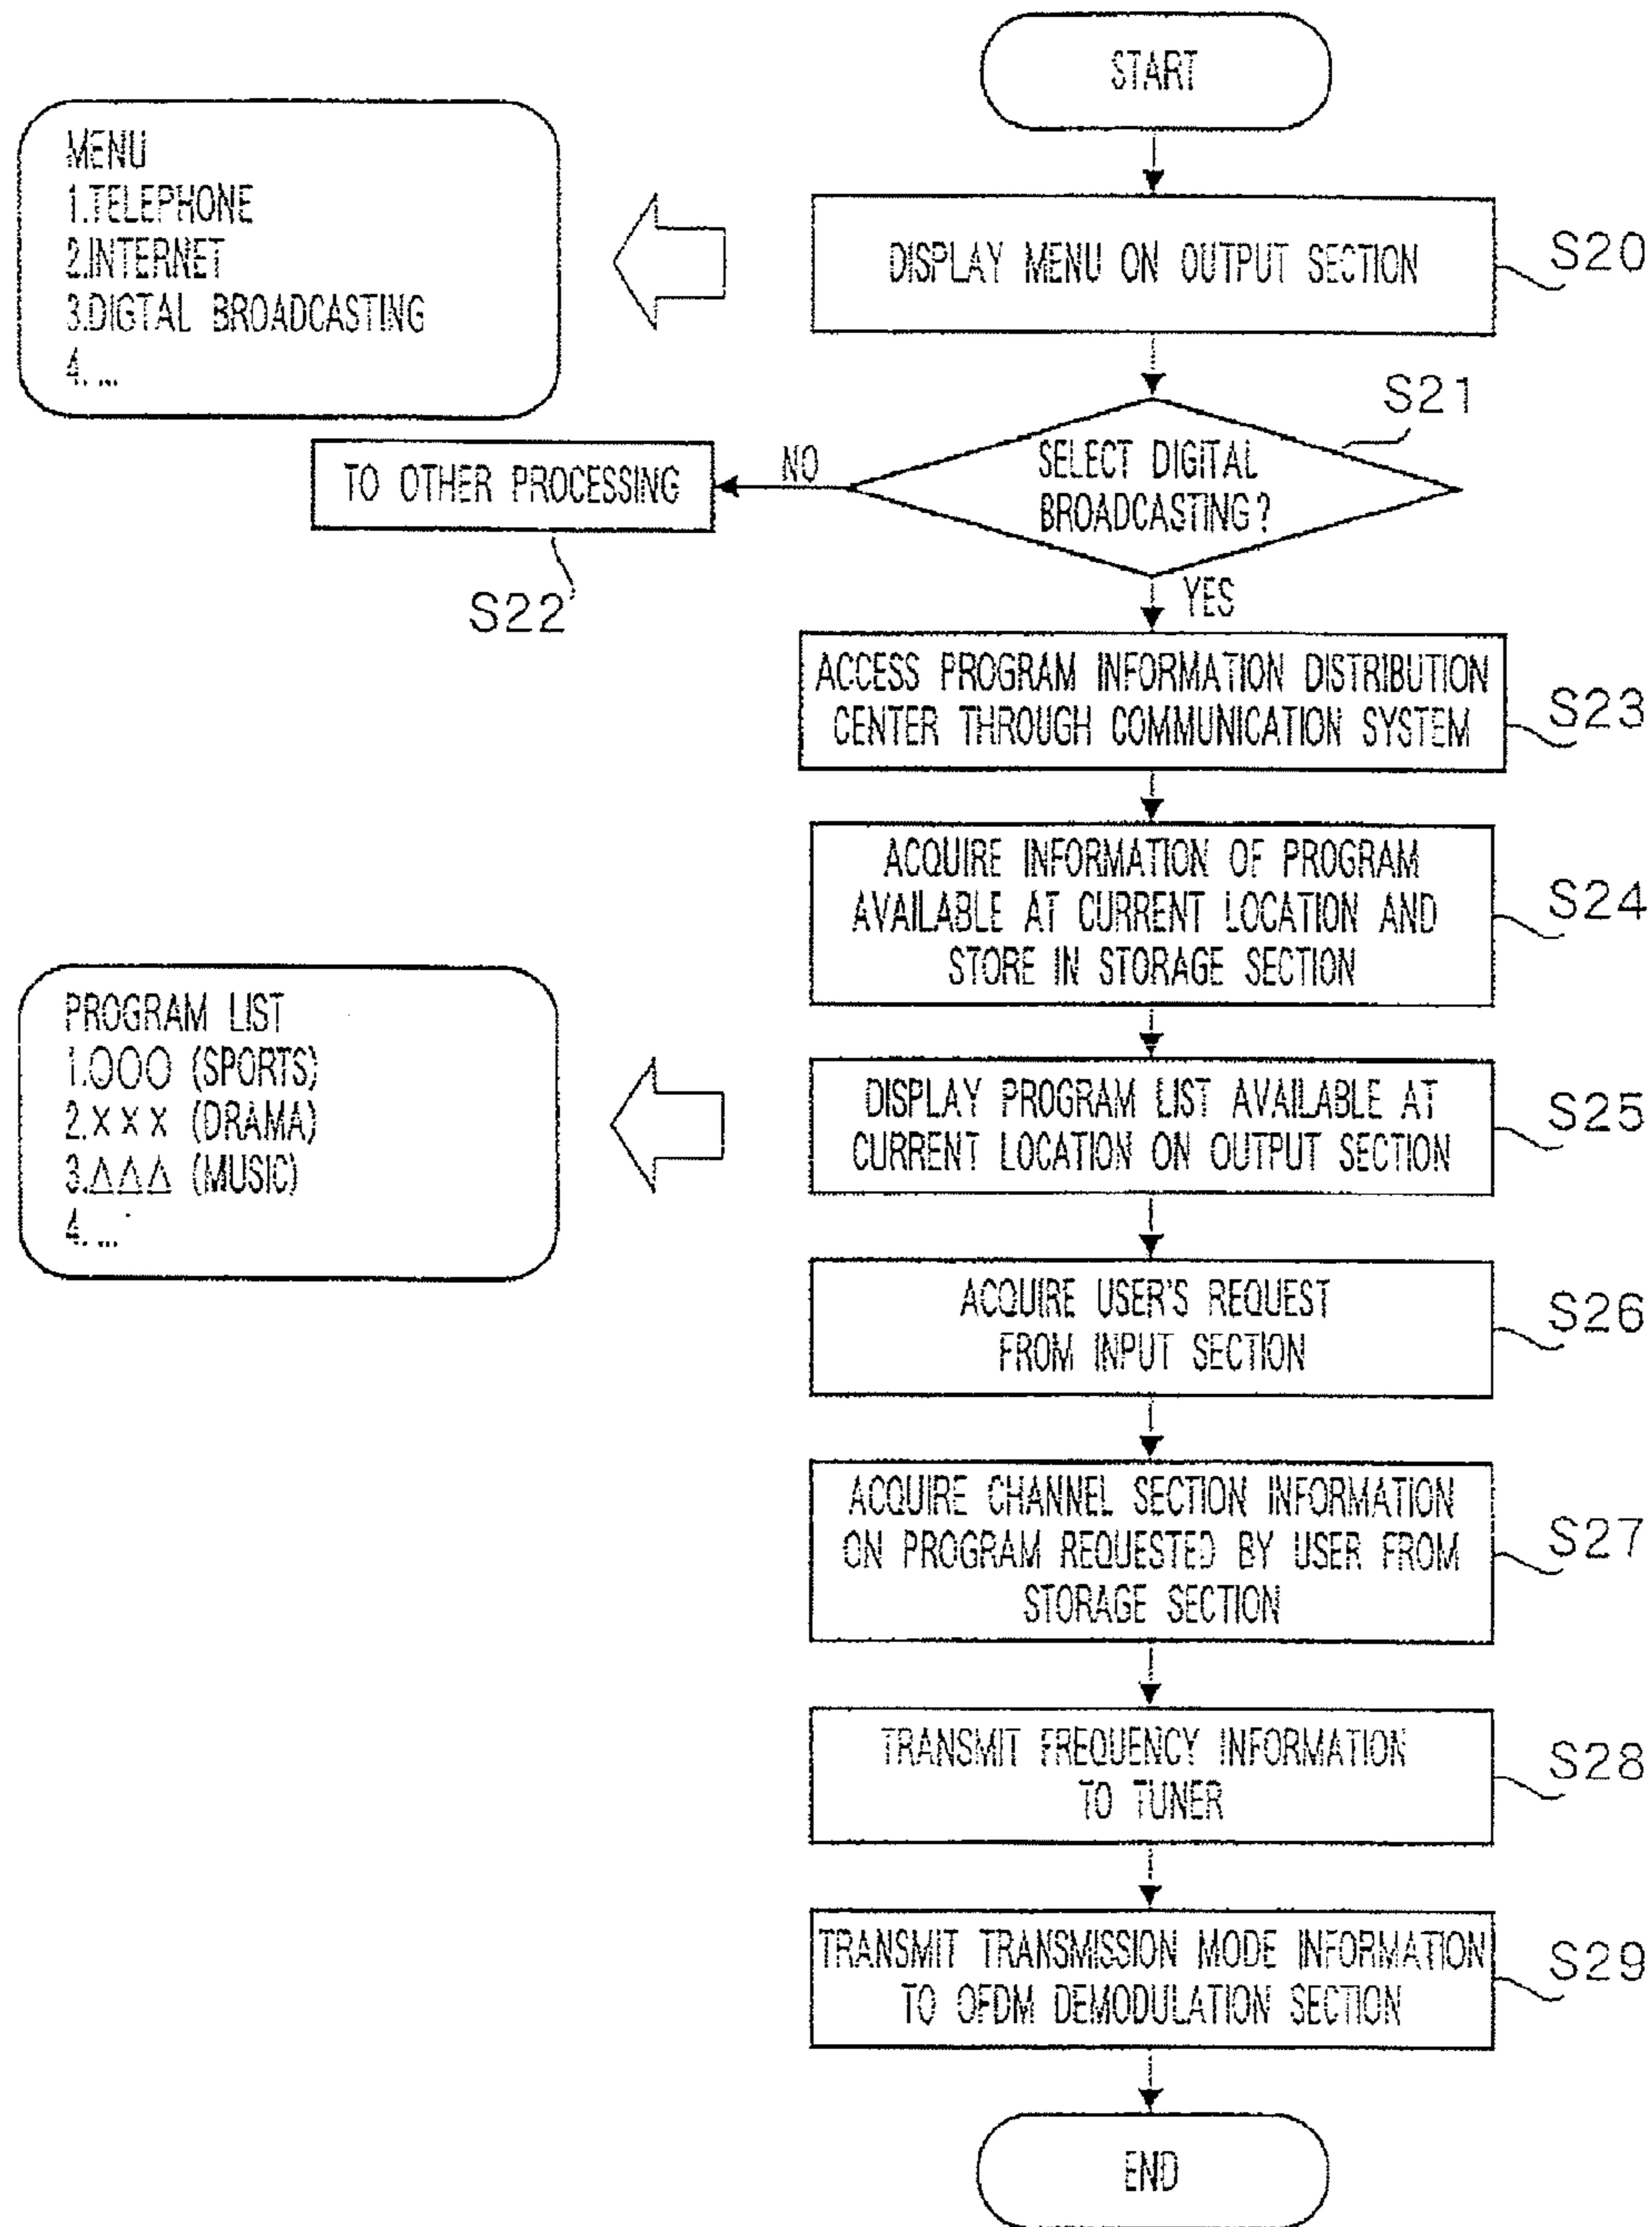 START
MENU
1.TELEPHONE
2.INTERNET
3.DIGTAL BROADCASTING
4. ...
DISPLAY MENU ON OUTPUT SECTION
S20
SELECT DIGITAL
BROADCASTING?
S21
NO
TO OTHER PROCESSING
S22
YES
ACCESS PROGRAM INFORMATION DISTRIBUTION
CENTER THROUGH COMMUNICATION SYSTEM
S23
ACQUIRE INFORMATION OF PROGRAM
AVAILABLE AT CURRENT LOCATION AND
STORE IN STORAGE SECTION
S24
PROGRAM LIST
1.○○○ (SPORTS)
2.××× (DRAMA)
3.△△△ (MUSIC)
4. ...
DISPLAY PROGRAM LIST AVAILABLE AT
CURRENT LOCATION ON OUTPUT SECTION
S25
ACQUIRE USER'S REQUEST
FROM INPUT SECTION
S26
ACQUIRE CHANNEL SECTION INFORMATION
ON PROGRAM REQUESTED BY USER FROM
STORAGE SECTION
S27
TRANSMIT FREQUENCY INFORMATION
TO TUNER
S28
TRANSMIT TRANSMISSION MODE INFORMATION
TO OFDM DEMODULATION SECTION
S29
END